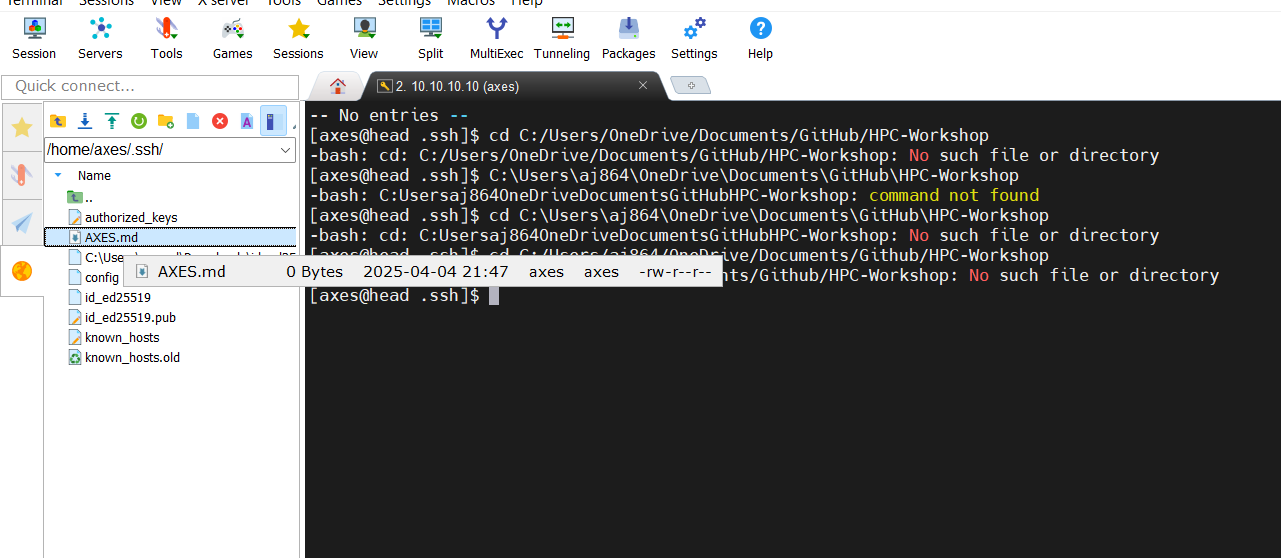 Terminal Sessions View X server Tools Games Settings Macros Help
Session Servers Tools Games Sessions View Split MultiExec Tunneling Packages Settings Help
Quick connect...
2. 10.10.10.10 (axes)
/home/axes/.ssh/
Name
..
authorized_keys
AXES.md
C:\User
config
id_ed25519
id_ed25519.pub
known_hosts
known_hosts.old
AXES.md 0 Bytes 2025-04-04 21:47 axes axes -rw-r--r--
-- No entries --
[axes@head .ssh]$ cd C:/Users/OneDrive/Documents/GitHub/HPC-Workshop
-bash: cd: C:/Users/OneDrive/Documents/GitHub/HPC-Workshop: No such file or directory
[axes@head .ssh]$ C:\Users\aj864\OneDrive\Documents\GitHub\HPC-Workshop
-bash: C:Usersaj864OneDriveDocumentsGitHubHPC-Workshop: command not found
[axes@head .ssh]$ cd C:\Users\aj864\OneDrive\Documents\GitHub\HPC-Workshop
-bash: cd: C:Usersaj864OneDriveDocumentsGitHubHPC-Workshop: No such file or directory
[axes@head .ssh]$ cd C:/Users/aj864/OneDrive/Documents/Github/HPC-Workshop
nts/Github/HPC-Workshop: No such file or directory
[axes@head .ssh]$